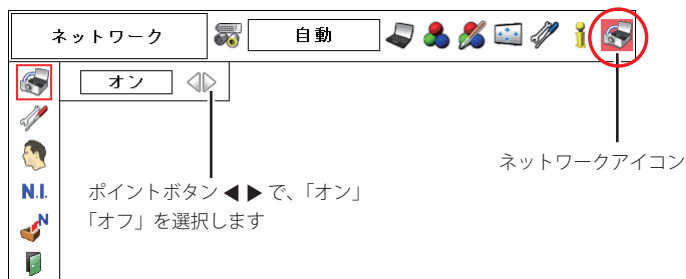 ネットワーク
自動
オン
ネットワークアイコン
N.I.
ポイントボタン ◀ ▶ で、「オン」
「オフ」を選択します
N